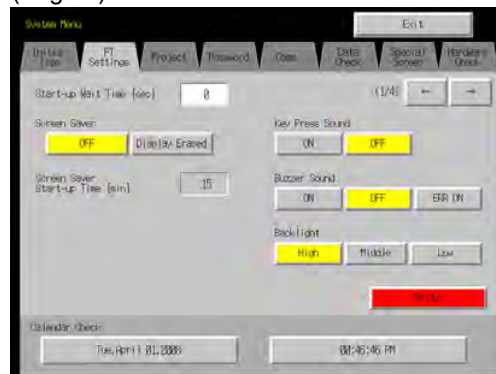 System Menu
Exit
Initialize
PT Settings
Project
Password
Comm.
Data Check
Special Screen
Hardware Check
Start-up Wait Time (sec)
0
(1/4)
← →
Screen Saver
OFF
Display Erased
Key Press Sound
ON
OFF
Screen Saver
Start-up Time (min)
15
Buzzer Sound
ON
OFF
ERR ON
Backlight
High
Middle
Low
Write
Calendar Check
Tue,April 01,2008
00:46:46 PM